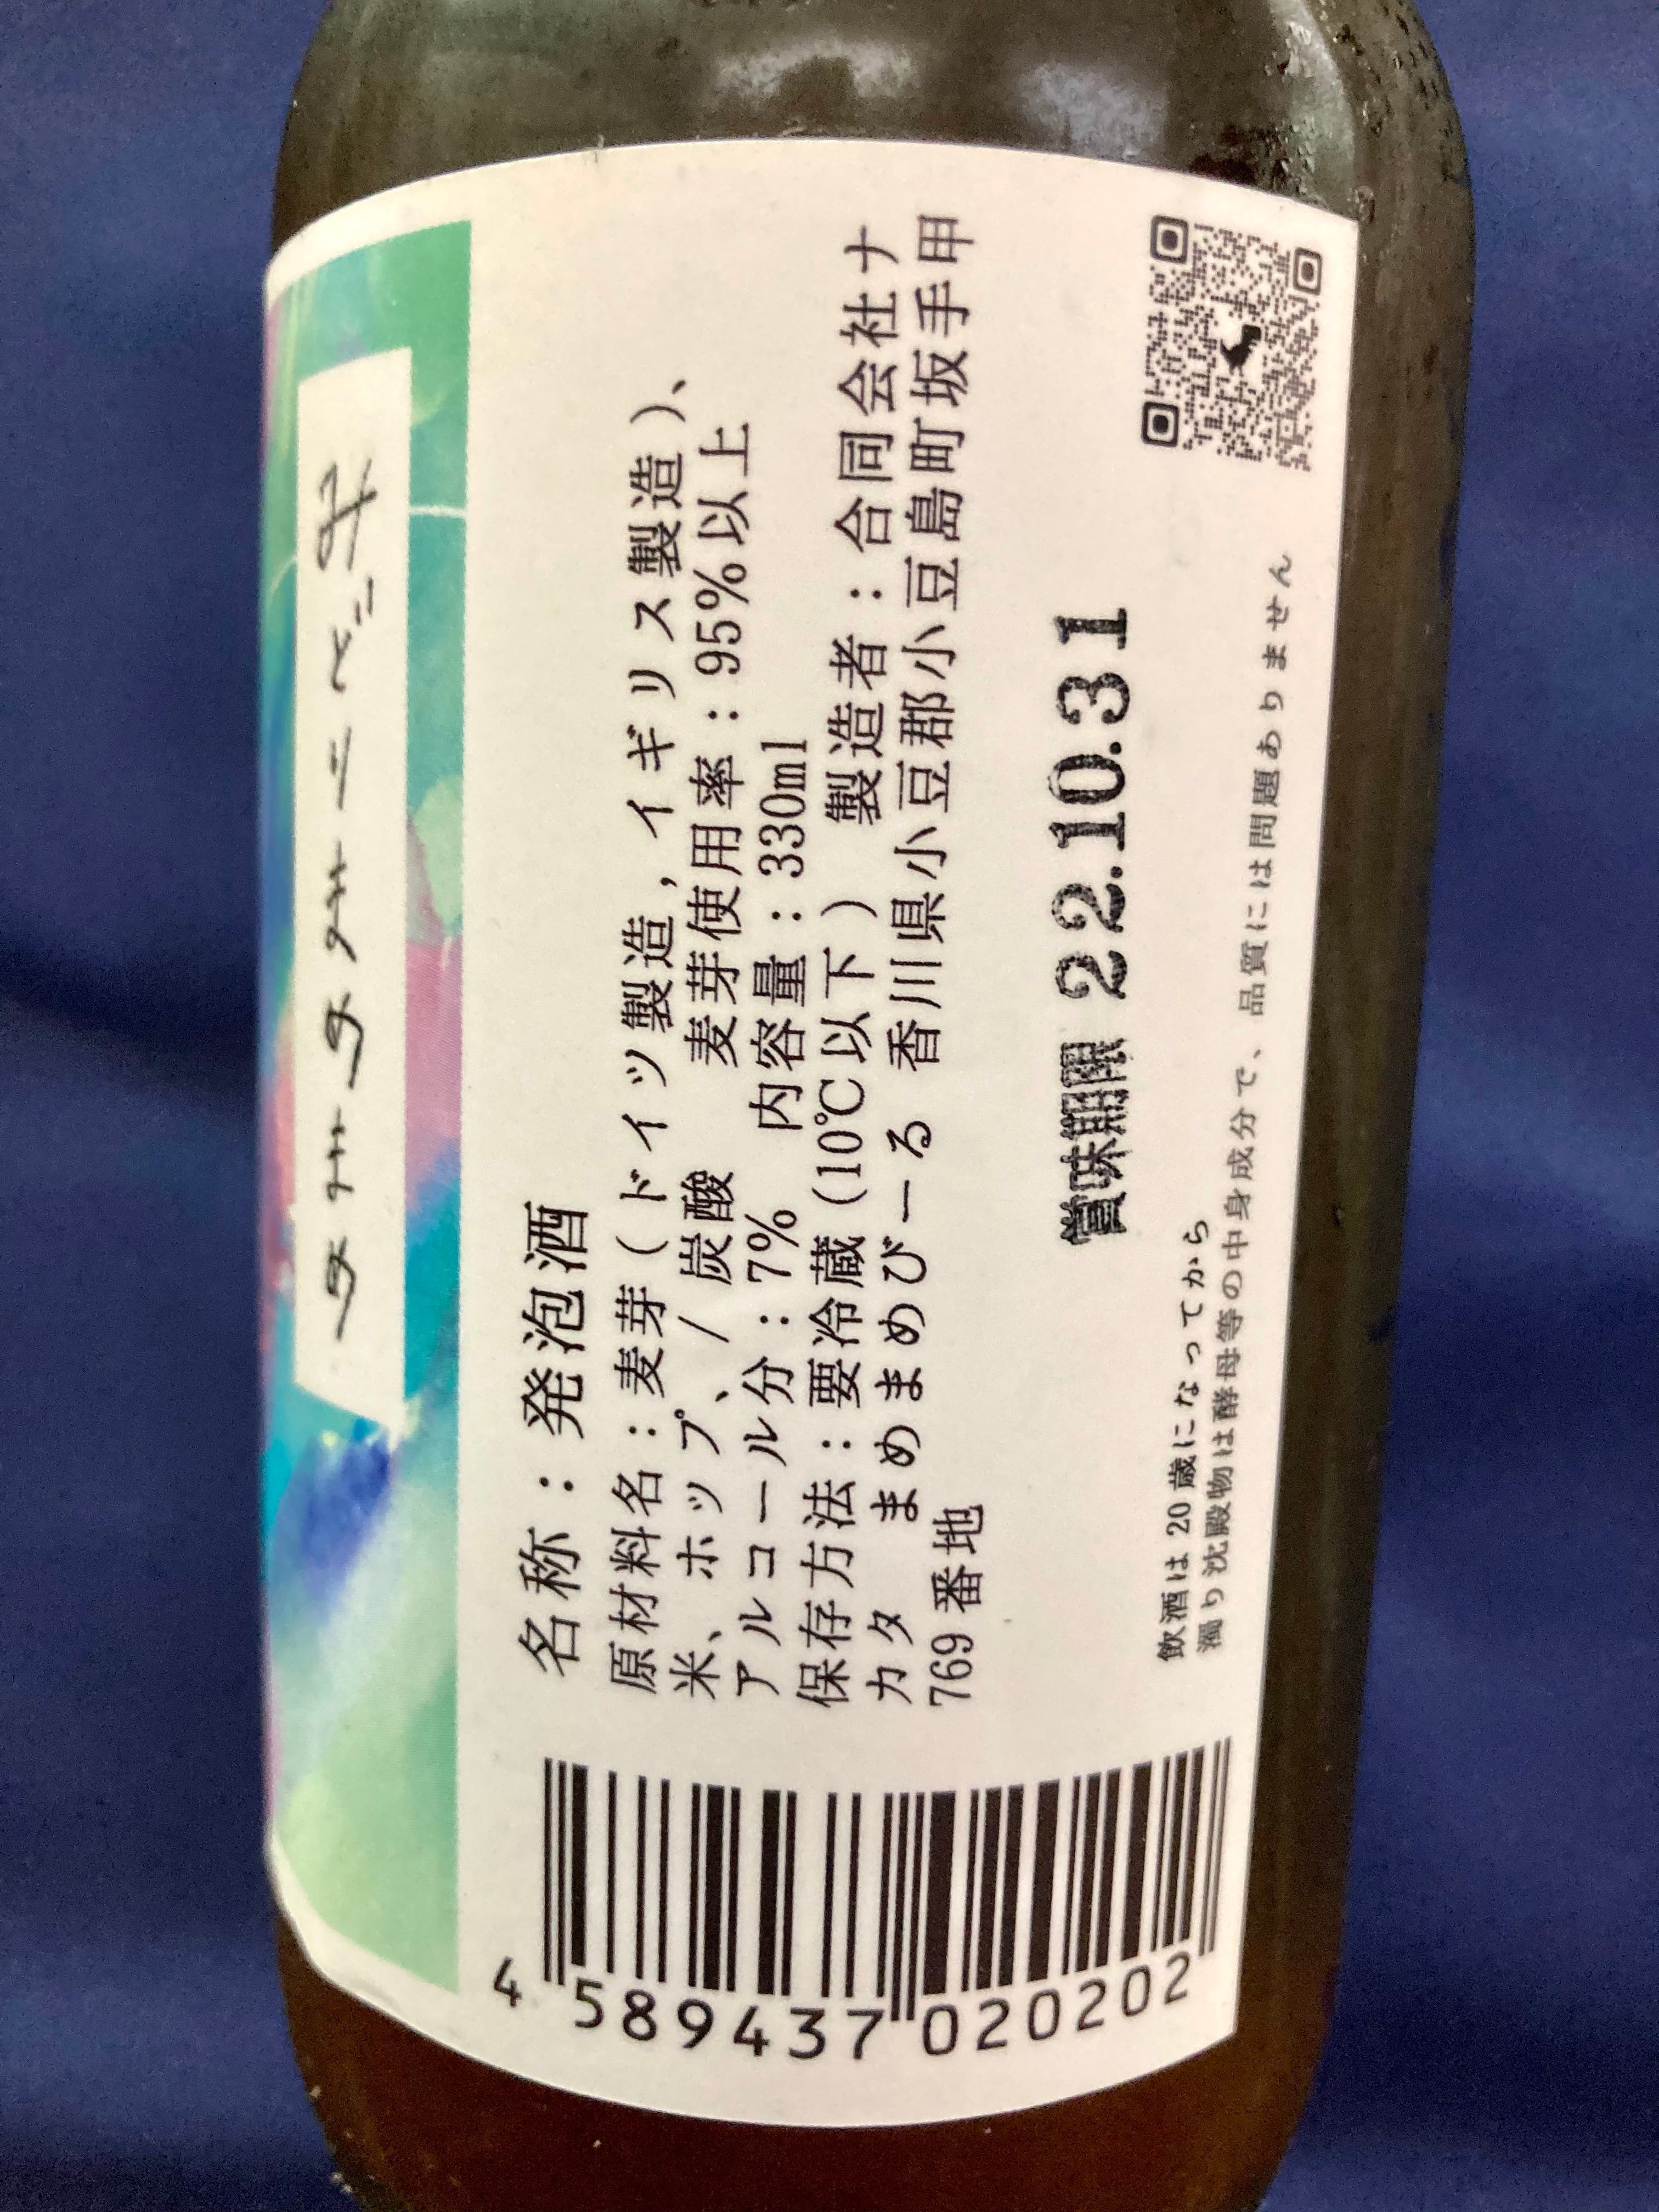 名称：発泡酒
原材料名：麦芽（ドイツ製造，イギリス製造）、
米、ホップ、/ 炭酸 麦芽使用率：95%以上
アルコール分：7% 内容量：330ml
保存方法：要冷蔵(10℃以下) 製造者：合同会社ナ
カタ まめまめびーる 香川県小豆郡小豆島町坂手甲
769番地
賞味期限 22.10.31
飲酒は20歳になってから
濁り沈殿物は酵母等の中身成分で、品質には問題ありません
4 589437 020202